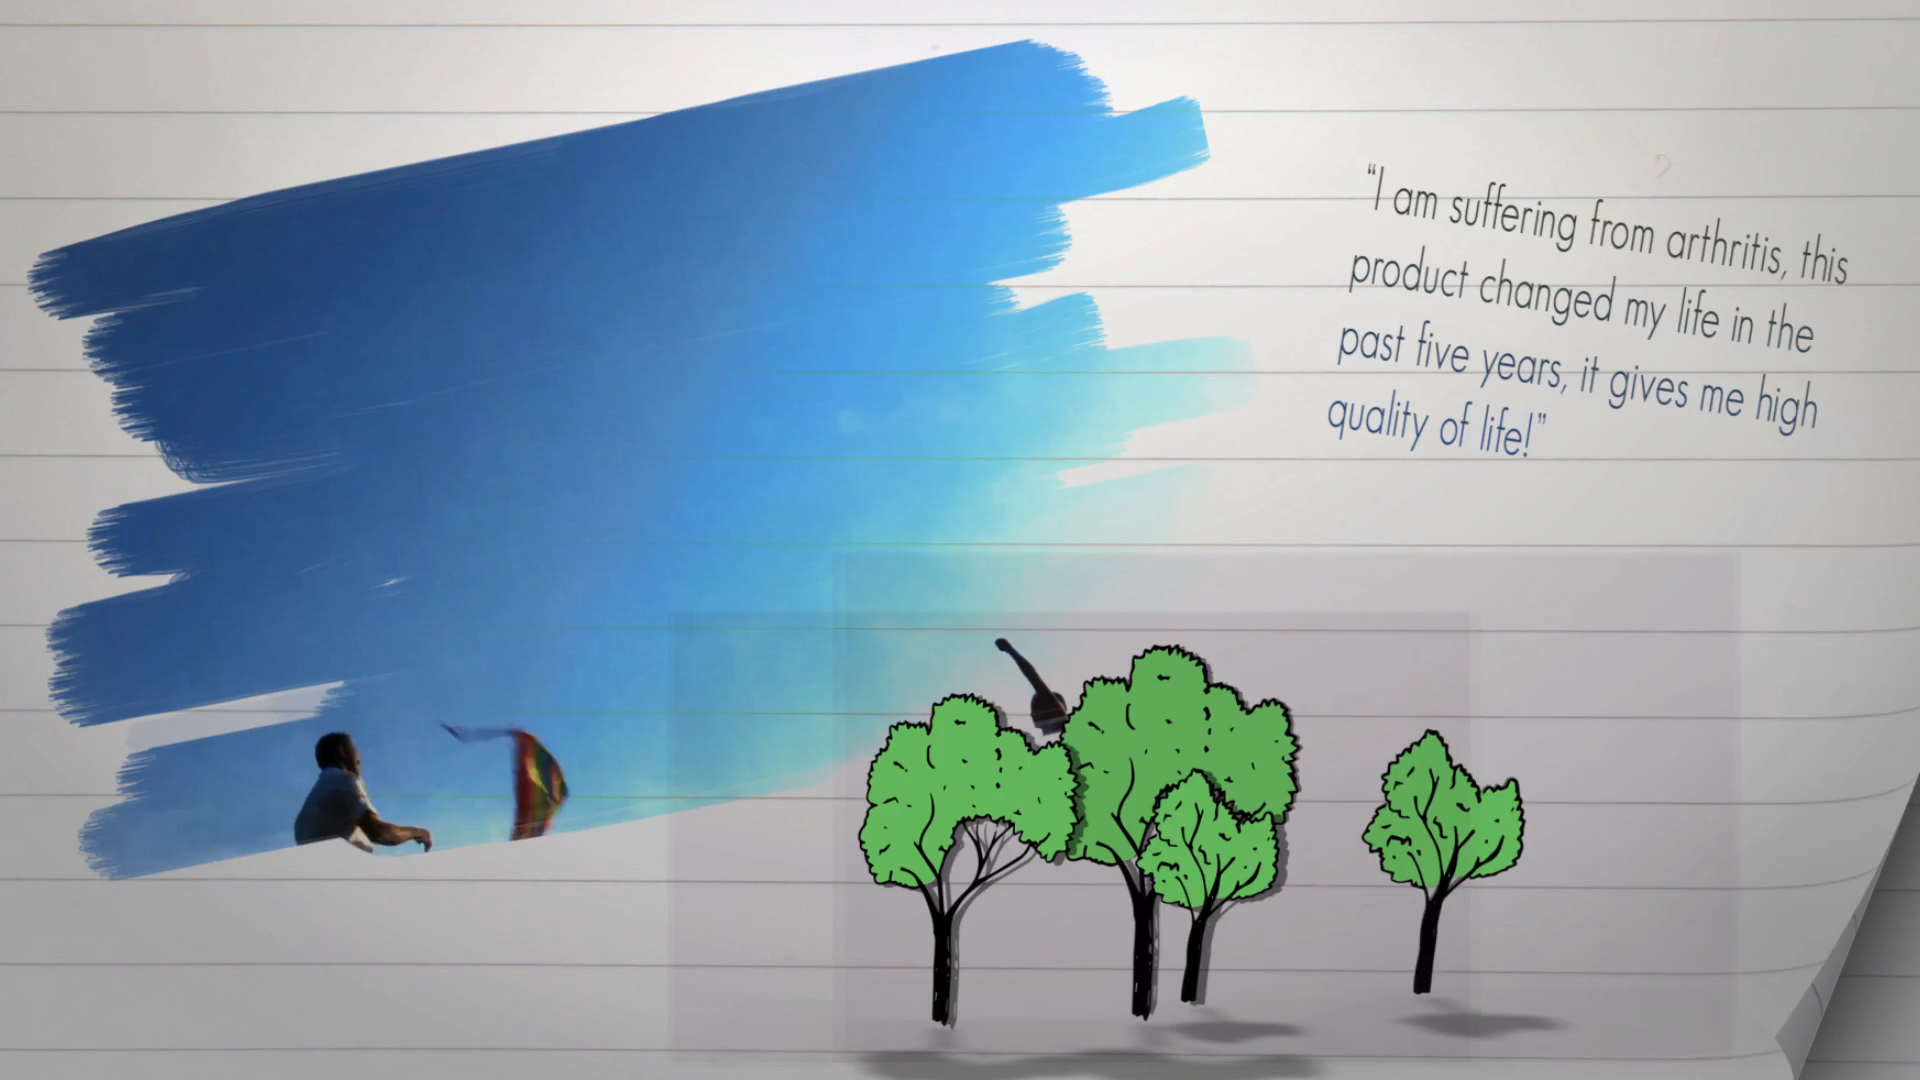 “I am suffering from arthritis, this
product changed my life in the
past five years, it gives me high
quality of life!”